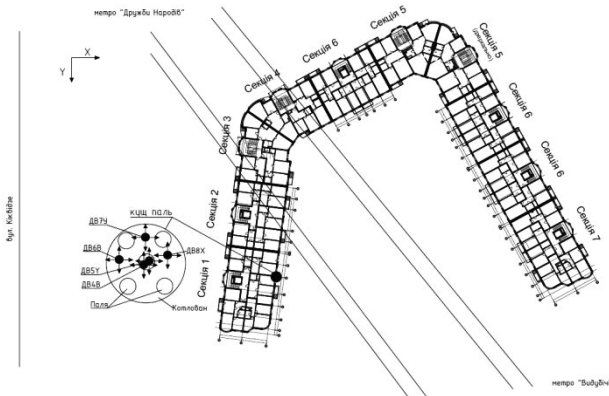 метро "Дружби Народів"
X
Y
Секція 5
Секція 6
Секція 5
(дзеркально)
Секція 4
Секція 6
Секція 3
Секція 6
Секція 2
Секція 7
Секція 1
кущ паль
ДВ7У
ДВ6В
ДВ8Х
ДВ5У
ДВ4В
Паля
Котлован
бул. Кіквідзе
метро "Видубичі